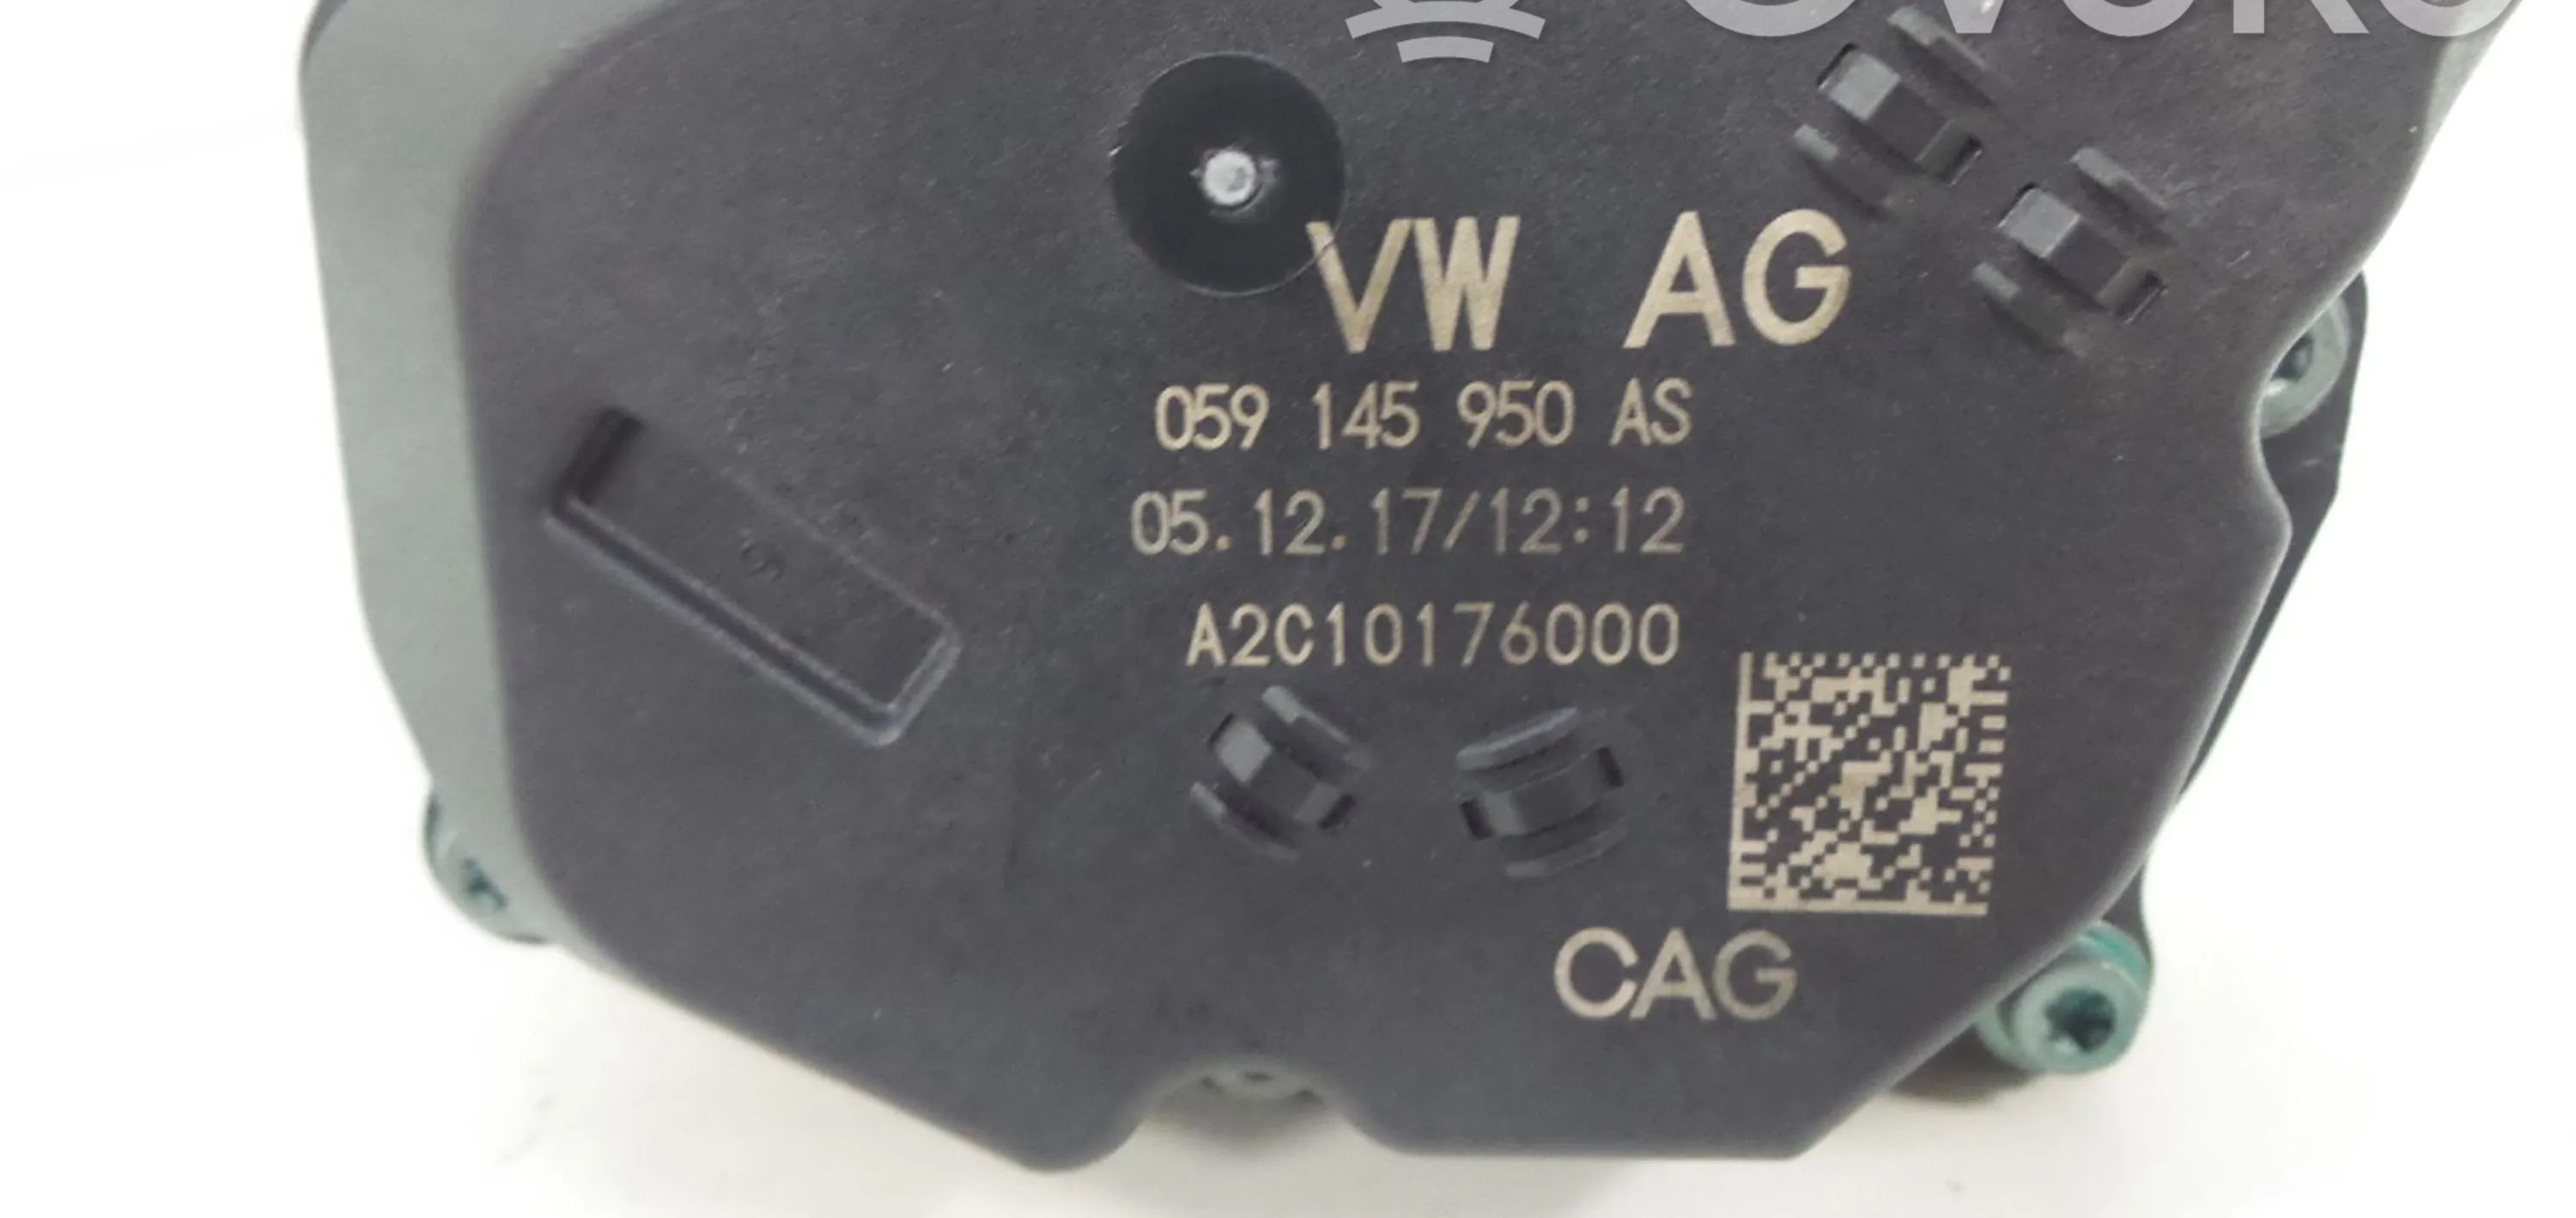 VW AG
059 145 950 AS
05.12.17/12:12
A2C10176000
CAG